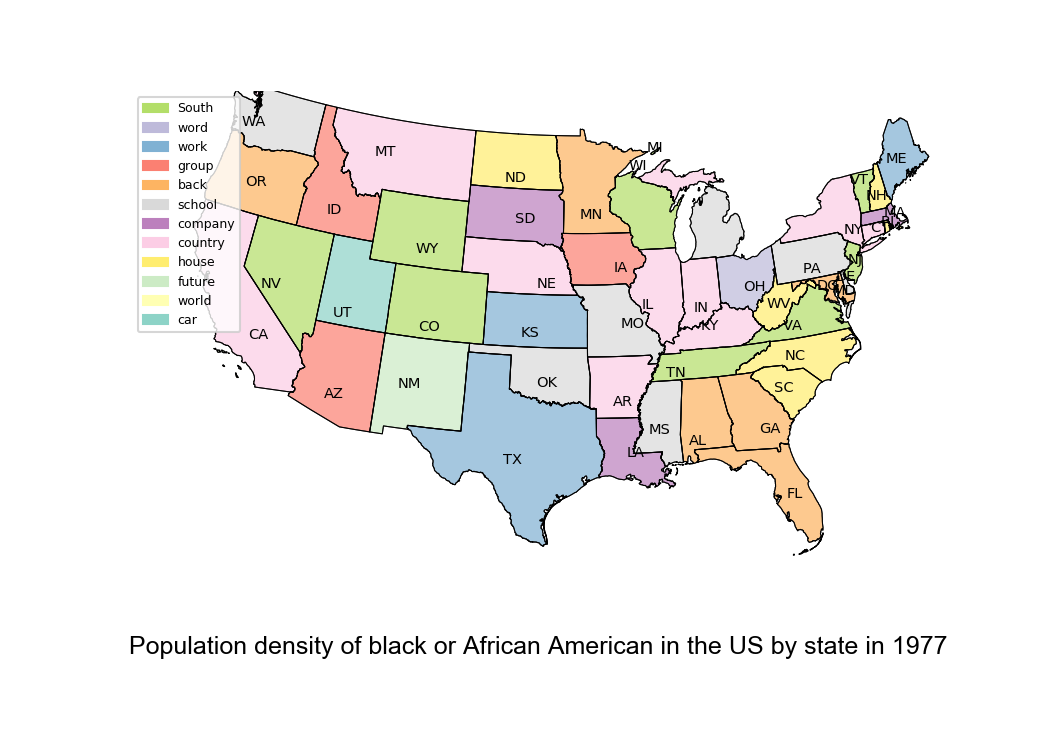 South
word
work
group
back
school
company
country
house
future
world
car
WA
OR
CA
NV
ID
MT
WY
UT
AZ
CO
NM
ND
SD
NE
KS
OK
TX
MN
IA
MO
AR
LA
WI
MI
IL
IN
OH
KY
TN
MS
AL
GA
FL
SC
NC
VA
WV
PA
NY
VT
NH
ME
MA
NJ
DC
MD
Population density of black or African American in the US by state in 1977